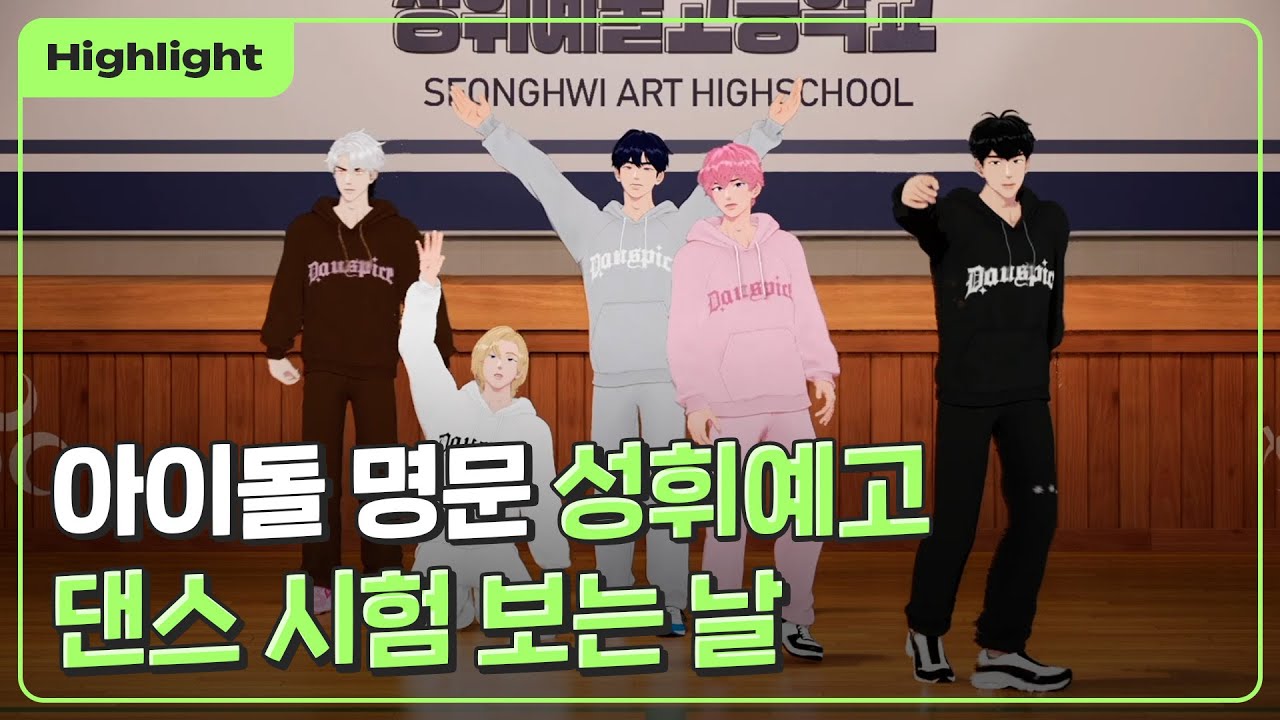 Highlight
성휘예술고등학교
SEONGHWI ART HIGHSCHOOL
Dauspice
Dauspice
Dauspice
Dauspice
아이돌 명문 성휘예고
댄스 시험 보는 날